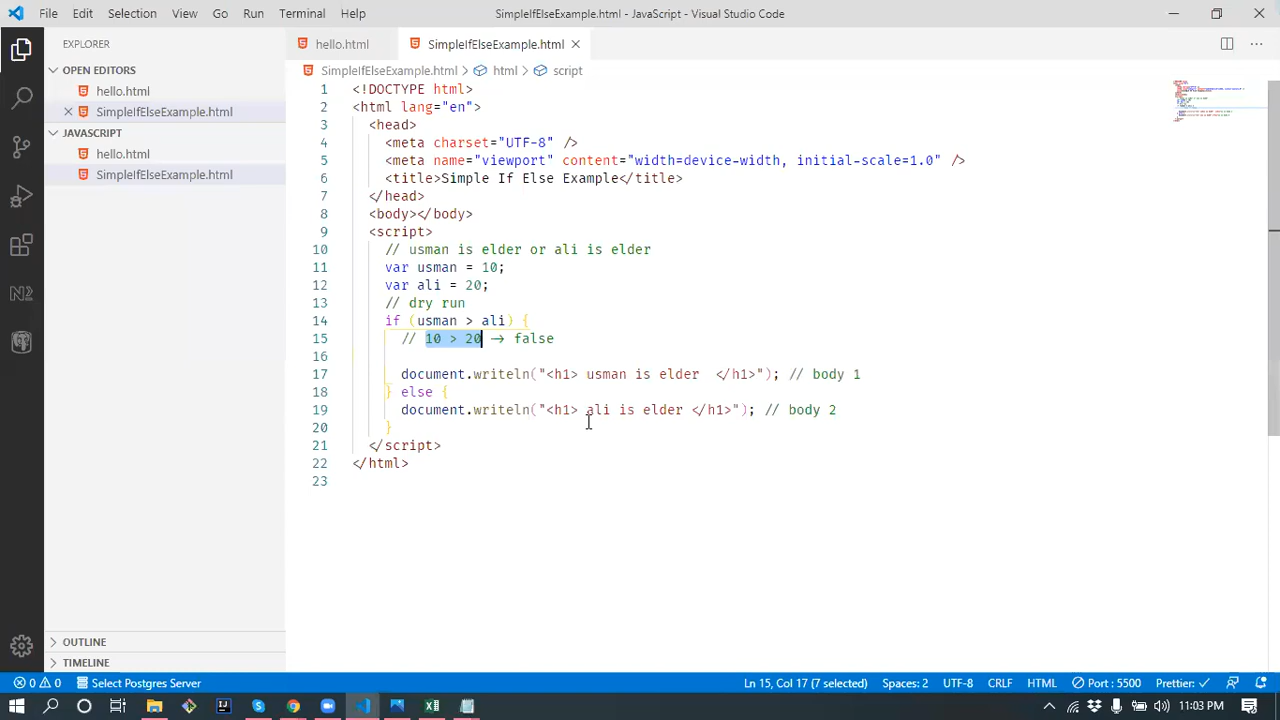 File Edit Selection View Go Run Terminal Help
SimpleIfElseExample.html - JavaScript - Visual Studio Code
EXPLORER
hello.html
SimpleIfElseExample.html
OPEN EDITORS
hello.html
SimpleIfElseExample.html
JAVASCRIPT
hello.html
SimpleIfElseExample.html
SimpleIfElseExample.html > html > script
1 <!DOCTYPE html>
2 <html lang="en">
3 <head>
4 <meta charset="UTF-8" />
5 <meta name="viewport" content="width=device-width, initial-scale=1.0" />
6 <title>Simple If Else Example</title>
7 </head>
8 <body></body>
9 <script>
10 // usman is elder or ali is elder
11 var usman = 10;
12 var ali = 20;
13 // dry run
14 if (usman > ali) {
15 // 10 > 20 -> false
16
17 document.writeln("<h1> usman is elder </h1>"); // body 1
18 } else {
19 document.writeln("<h1> ali is elder </h1>"); // body 2
20 }
21 </script>
22 </html>
23
OUTLINE
TIMELINE
0 0 Select Postgres Server
Ln 15, Col 17 (7 selected) Spaces: 2 UTF-8 CRLF HTML Port : 5500 Prettier: ✓
11:03 PM